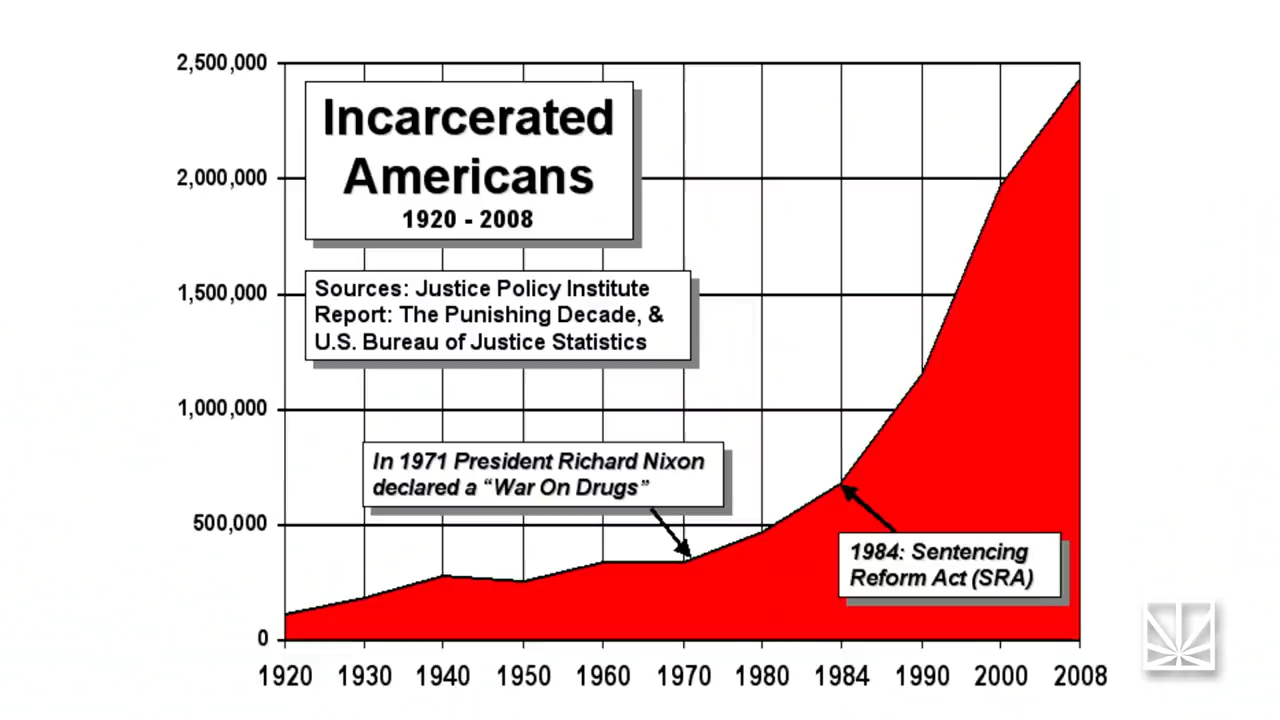 2,500,000
2,000,000
1,500,000
1,000,000
500,000
0
Incarcerated
Americans
1920 - 2008
Sources: Justice Policy Institute
Report: The Punishing Decade, &
U.S. Bureau of Justice Statistics
In 1971 President Richard Nixon
declared a “War On Drugs”
1984: Sentencing
Reform Act (SRA)
1920 1930 1940 1950 1960 1970 1980 1984 1990 2000 2008